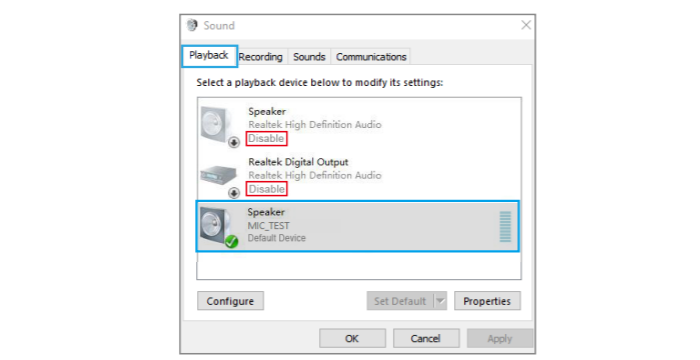 Sound
Playback Recording Sounds Communications
Select a playback device below to modify its settings:
Speaker
Realtek High Definition Audio
Disable
Realtek Digital Output
Realtek High Definition Audio
Disable
Speaker
MIC_TEST
Default Device
Configure Set Default Properties
OK Cancel Apply